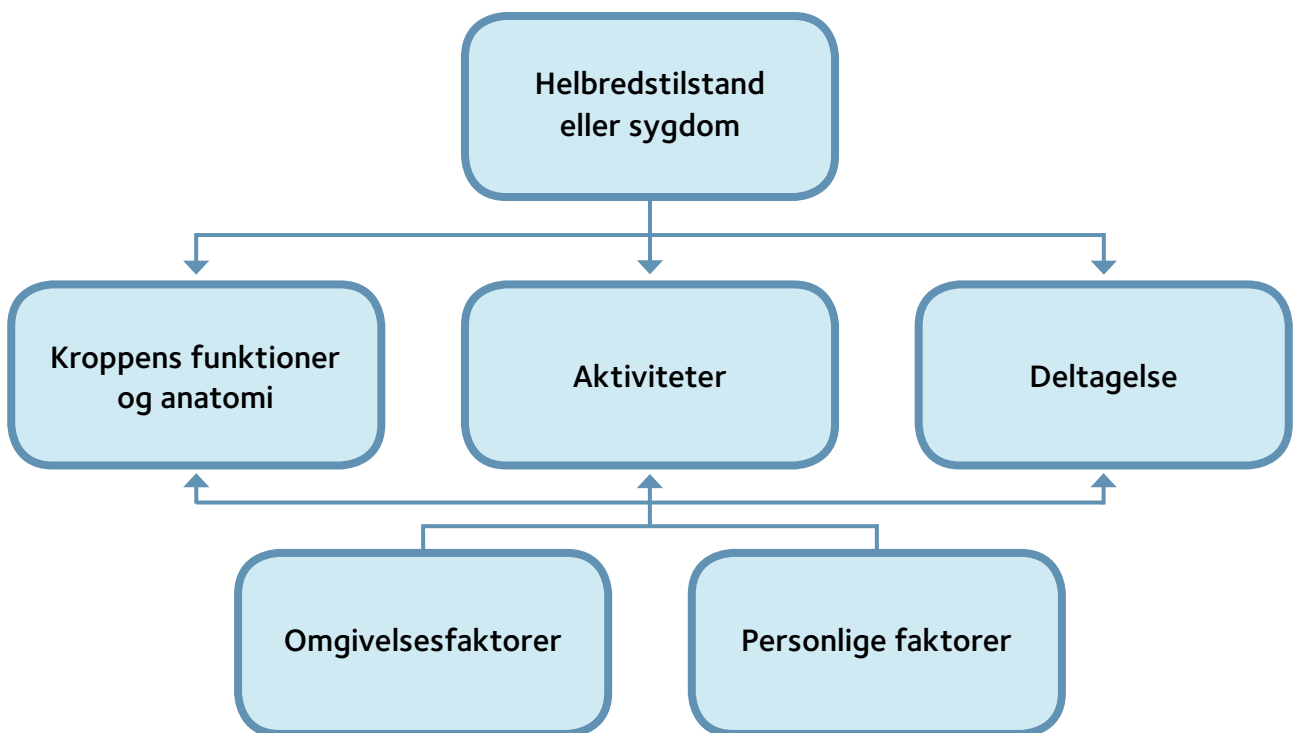 Helbredstilstand
eller sygdom
Kroppens funktioner
og anatomi
Aktiviteter
Deltagelse
Omgivelsesfaktorer
Personlige faktorer